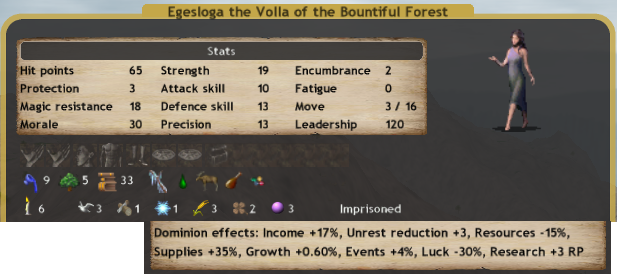 Egesloga the Volla of the Bountiful Forest
Stats
Hit points 65 Strength 19 Encumbrance 2
Protection 3 Attack skill 10 Fatigue 0
Magic resistance 18 Defence skill 13 Move 3 / 16
Morale 30 Precision 13 Leadership 120
9 5 33
6 3 1 1 3 2 3 Imprisoned
Dominion effects: Income +17%, Unrest reduction +3, Resources -15%,
Supplies +35%, Growth +0.60%, Events +4%, Luck -30%, Research +3 RP